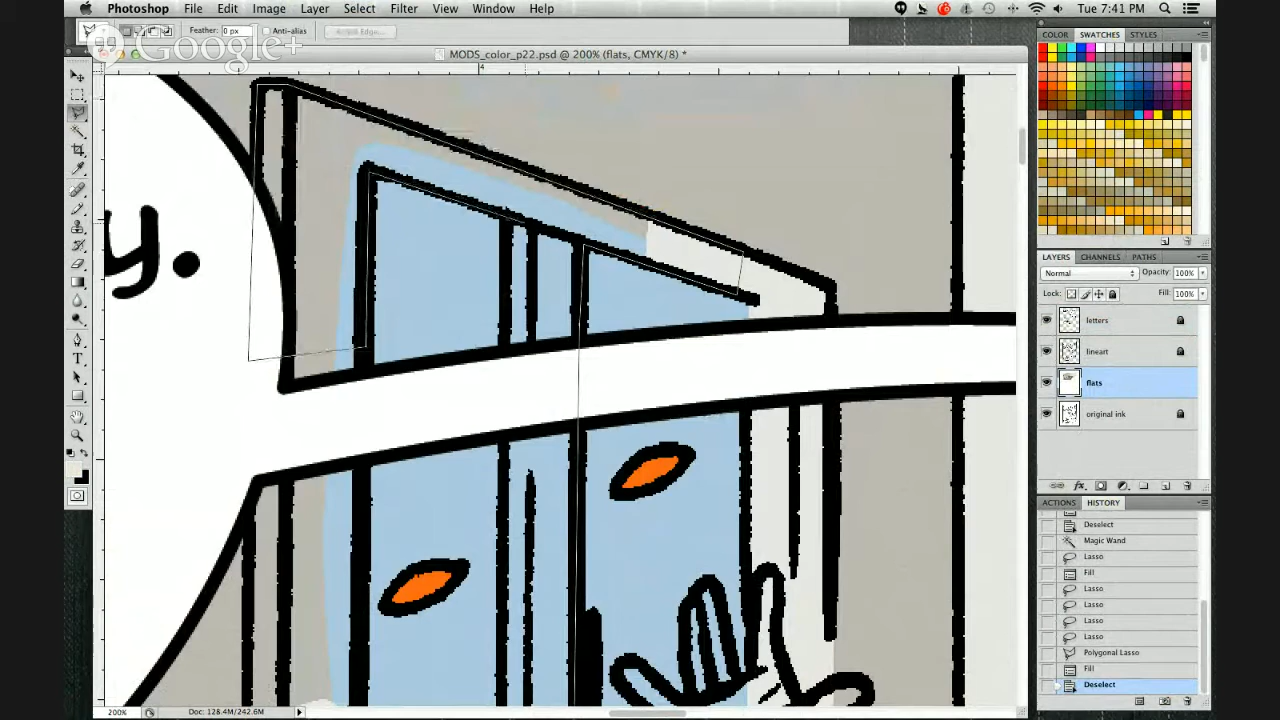 Photoshop File Edit Image Layer Select Filter View Window Help Tue 7:41 PM
Feather: 0 px Anti-alias Refine Edge...
Google+
MODS_color_p22.psd @ 200% (flats, CMYK/8) *
4
y.
COLOR SWATCHES STYLES
LAYERS CHANNELS PATHS
Normal Opacity: 100%
Lock: Fill: 100%
letters
lineart
flats
original ink
ACTIONS HISTORY
Deselect
Magic Wand
Lasso
Fill
Lasso
Lasso
Lasso
Lasso
Polygonal Lasso
Fill
Deselect
200% Doc: 128.4M/242.6M